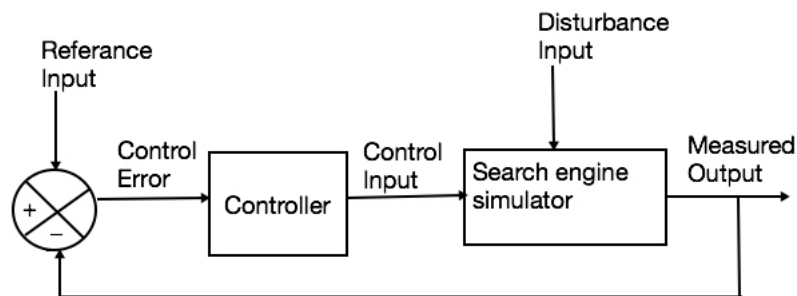 Disturbance
Input
Referance
Input
Control
Error
Control
Input
Measured
Output
Search engine
simulator
Controller
+
−